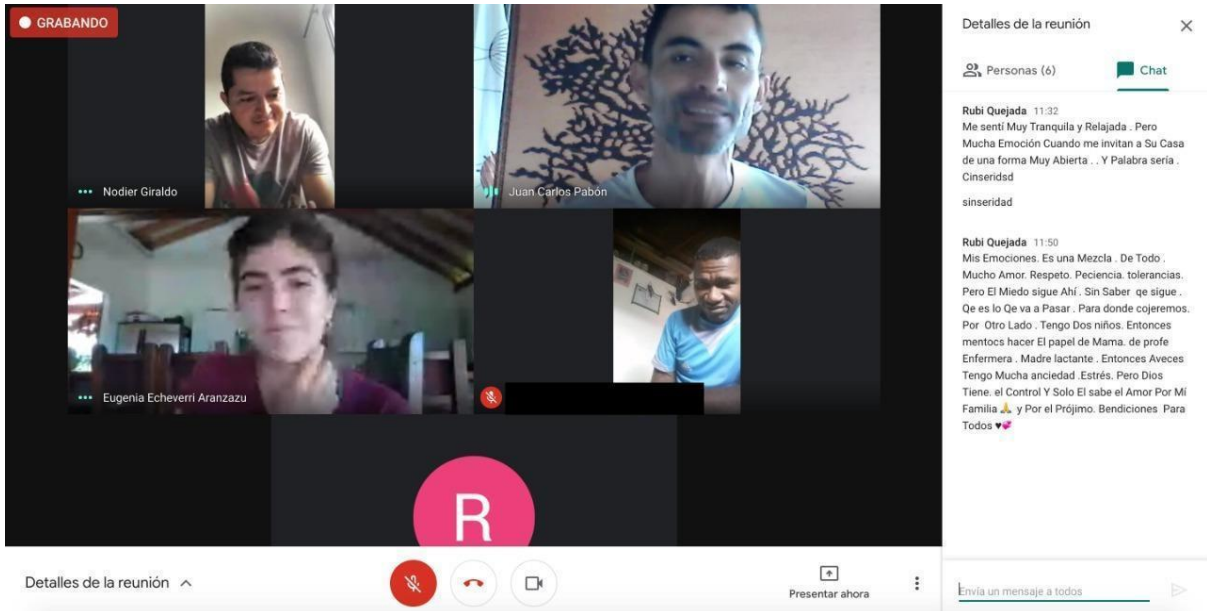 GRABANDO
Nodier Giraldo
Juan Carlos Pabón
Eugenia Echeverri Aranzazu
R
Detalles de la reunión
Presentar ahora
Detalles de la reunión
Personas (6)
Chat
Rubi Quejada 11:32
Me sentí Muy Tranquila y Relajada . Pero
Mucha Emoción Cuando me invitan a Su Casa
de una forma Muy Abierta . . Y Palabra sería .
Cinseridsd
sinseridad
Rubi Quejada 11:50
Mis Emociones. Es una Mezcla . De Todo .
Mucho Amor. Respeto. Peciencia. tolerancias.
Pero El Miedo sigue Ahí . Sin Saber qe sigue .
Qe es lo Qe va a Pasar . Para donde cojeremos.
Por Otro Lado . Tengo Dos niños. Entonces
mentocs hacer El papel de Mama. de profe
Enfermera . Madre lactante . Entonces Aveces
Tengo Mucha anciedad .Estrés. Pero Dios
Tiene. el Control Y Solo El sabe el Amor Por Mí
Familia 🙏 y Por el Prójimo. Bendiciones Para
Todos ♥💞
Envía un mensaje a todos